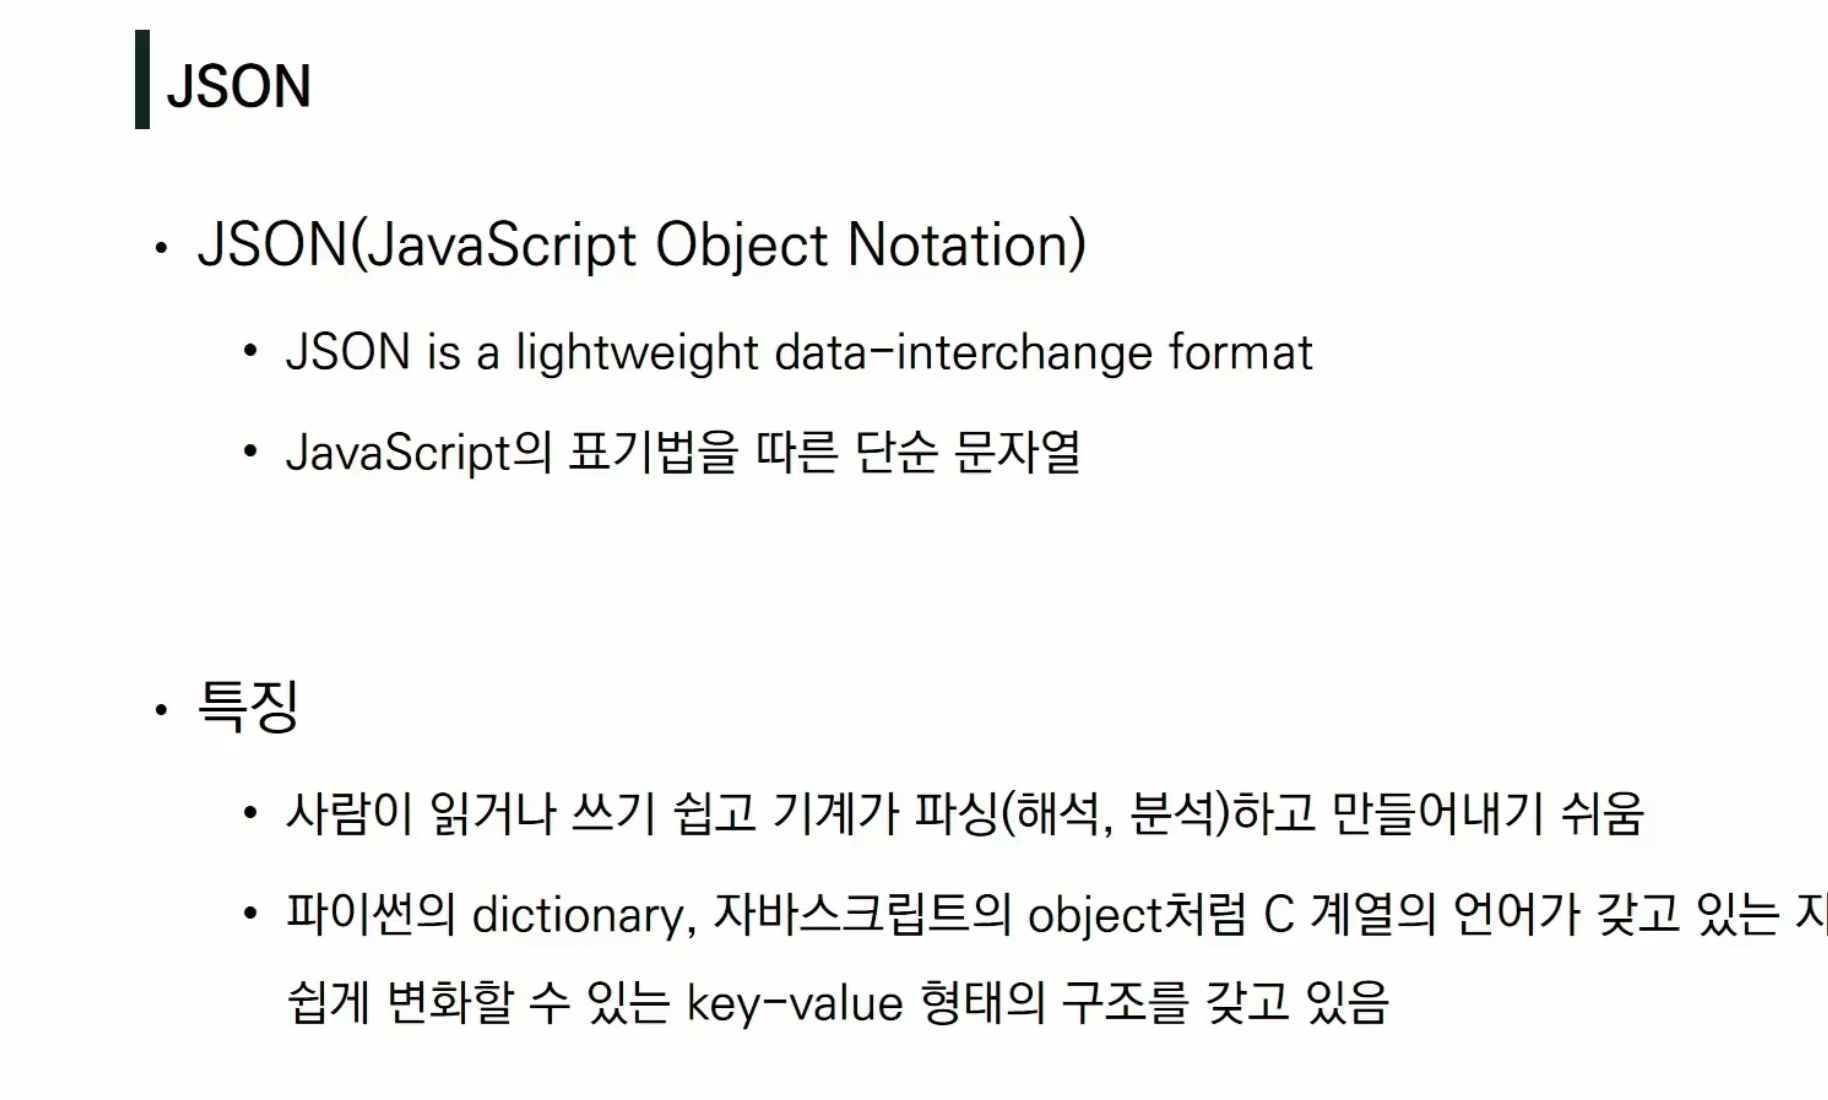 JSON
• JSON(JavaScript Object Notation)
• JSON is a lightweight data-interchange format
• JavaScript의 표기법을 따른 단순 문자열
• 특징
• 사람이 읽거나 쓰기 쉽고 기계가 파싱(해석, 분석)하고 만들어내기 쉬움
• 파이썬의 dictionary, 자바스크립트의 object처럼 C 계열의 언어가 갖고 있는
쉽게 변화할 수 있는 key-value 형태의 구조를 갖고 있음